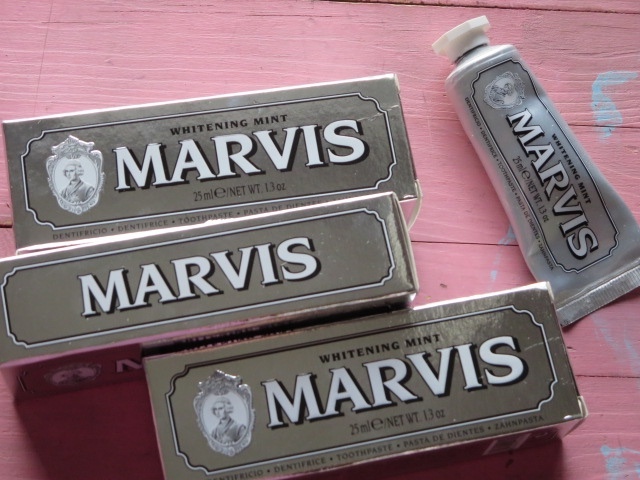 WHITENING MINT
MARVIS
25 ml e/NET WT. 1.3 oz.
DENTIFRICIO • DENTIFRICE • TOOTHPASTE • PASTA DE
MARVIS
WHITENING MINT
MARVIS
25 ml e/NET WT. 1.3 oz
DENTIFRICIO • DENTIFRICE • TOOTHPASTE • PASTA DE DIENTES • ZAHNPASTA
WHITENING MINT
MARVIS
25 ml e/NET WT. 1.3 oz